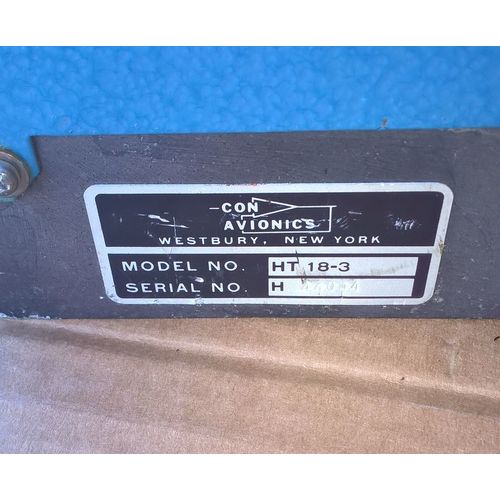 CON
AVIONICS
WESTBURY, NEW YORK
MODEL NO. HT 18-3
SERIAL NO. H